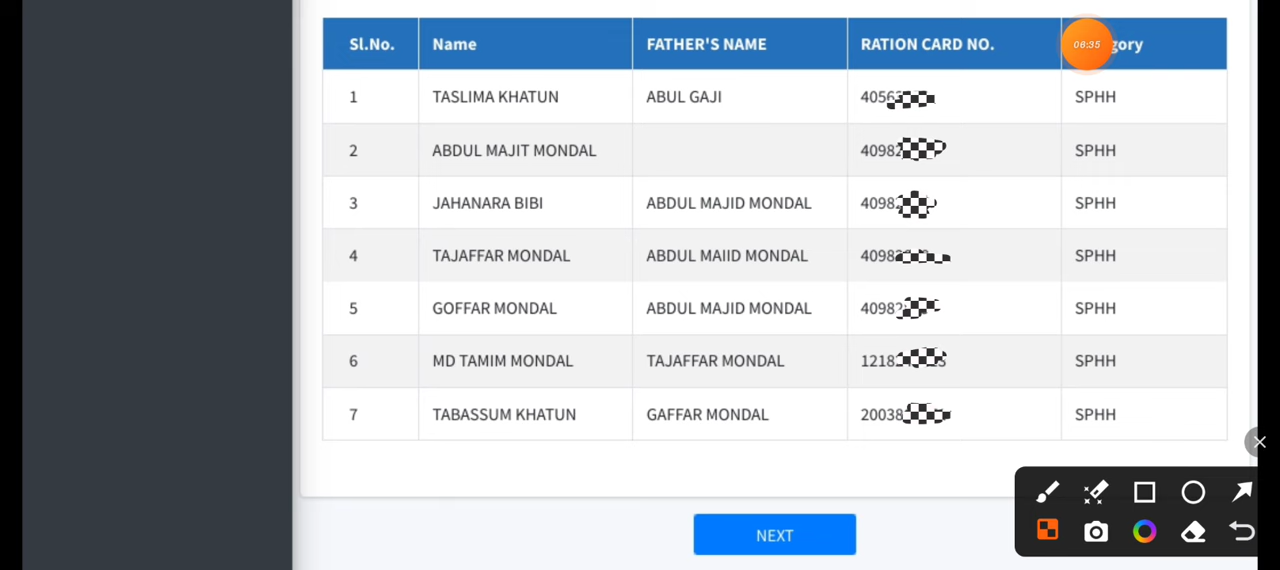 Sl.No. Name FATHER'S NAME RATION CARD NO. gory
08:35
1 TASLIMA KHATUN ABUL GAJI 4056 SPHH
2 ABDUL MAJIT MONDAL 4098 SPHH
3 JAHANARA BIBI ABDUL MAJID MONDAL 4098 SPHH
4 TAJAFFAR MONDAL ABDUL MAIID MONDAL 4098 SPHH
5 GOFFAR MONDAL ABDUL MAJID MONDAL 4098 SPHH
6 MD TAMIM MONDAL TAJAFFAR MONDAL 1218 SPHH
7 TABASSUM KHATUN GAFFAR MONDAL 20038 SPHH
NEXT